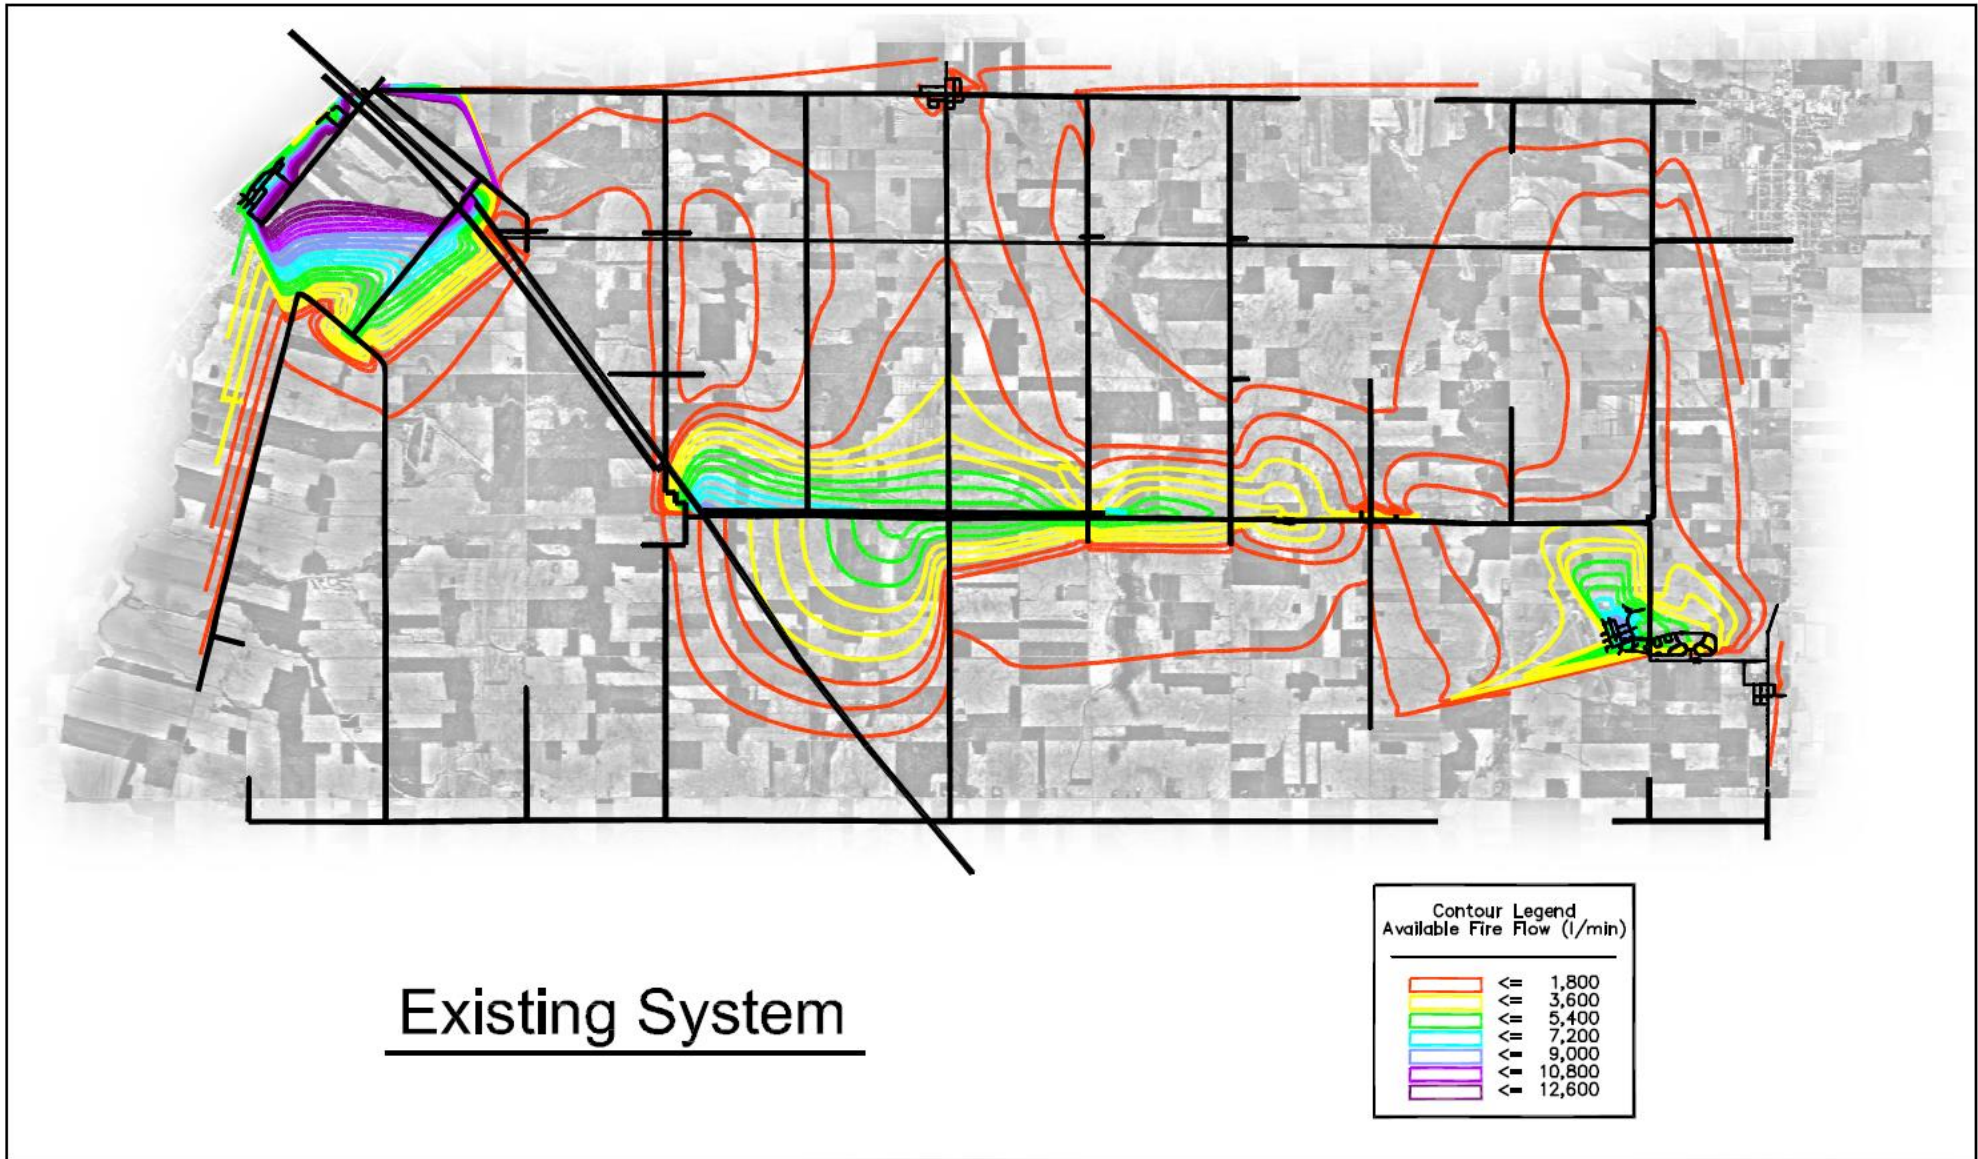 Contour Legend
Available Fire Flow (l/min)
<= 1,800
<= 3,600
<= 5,400
<= 7,200
<= 9,000
<= 10,800
<= 12,600
Existing System